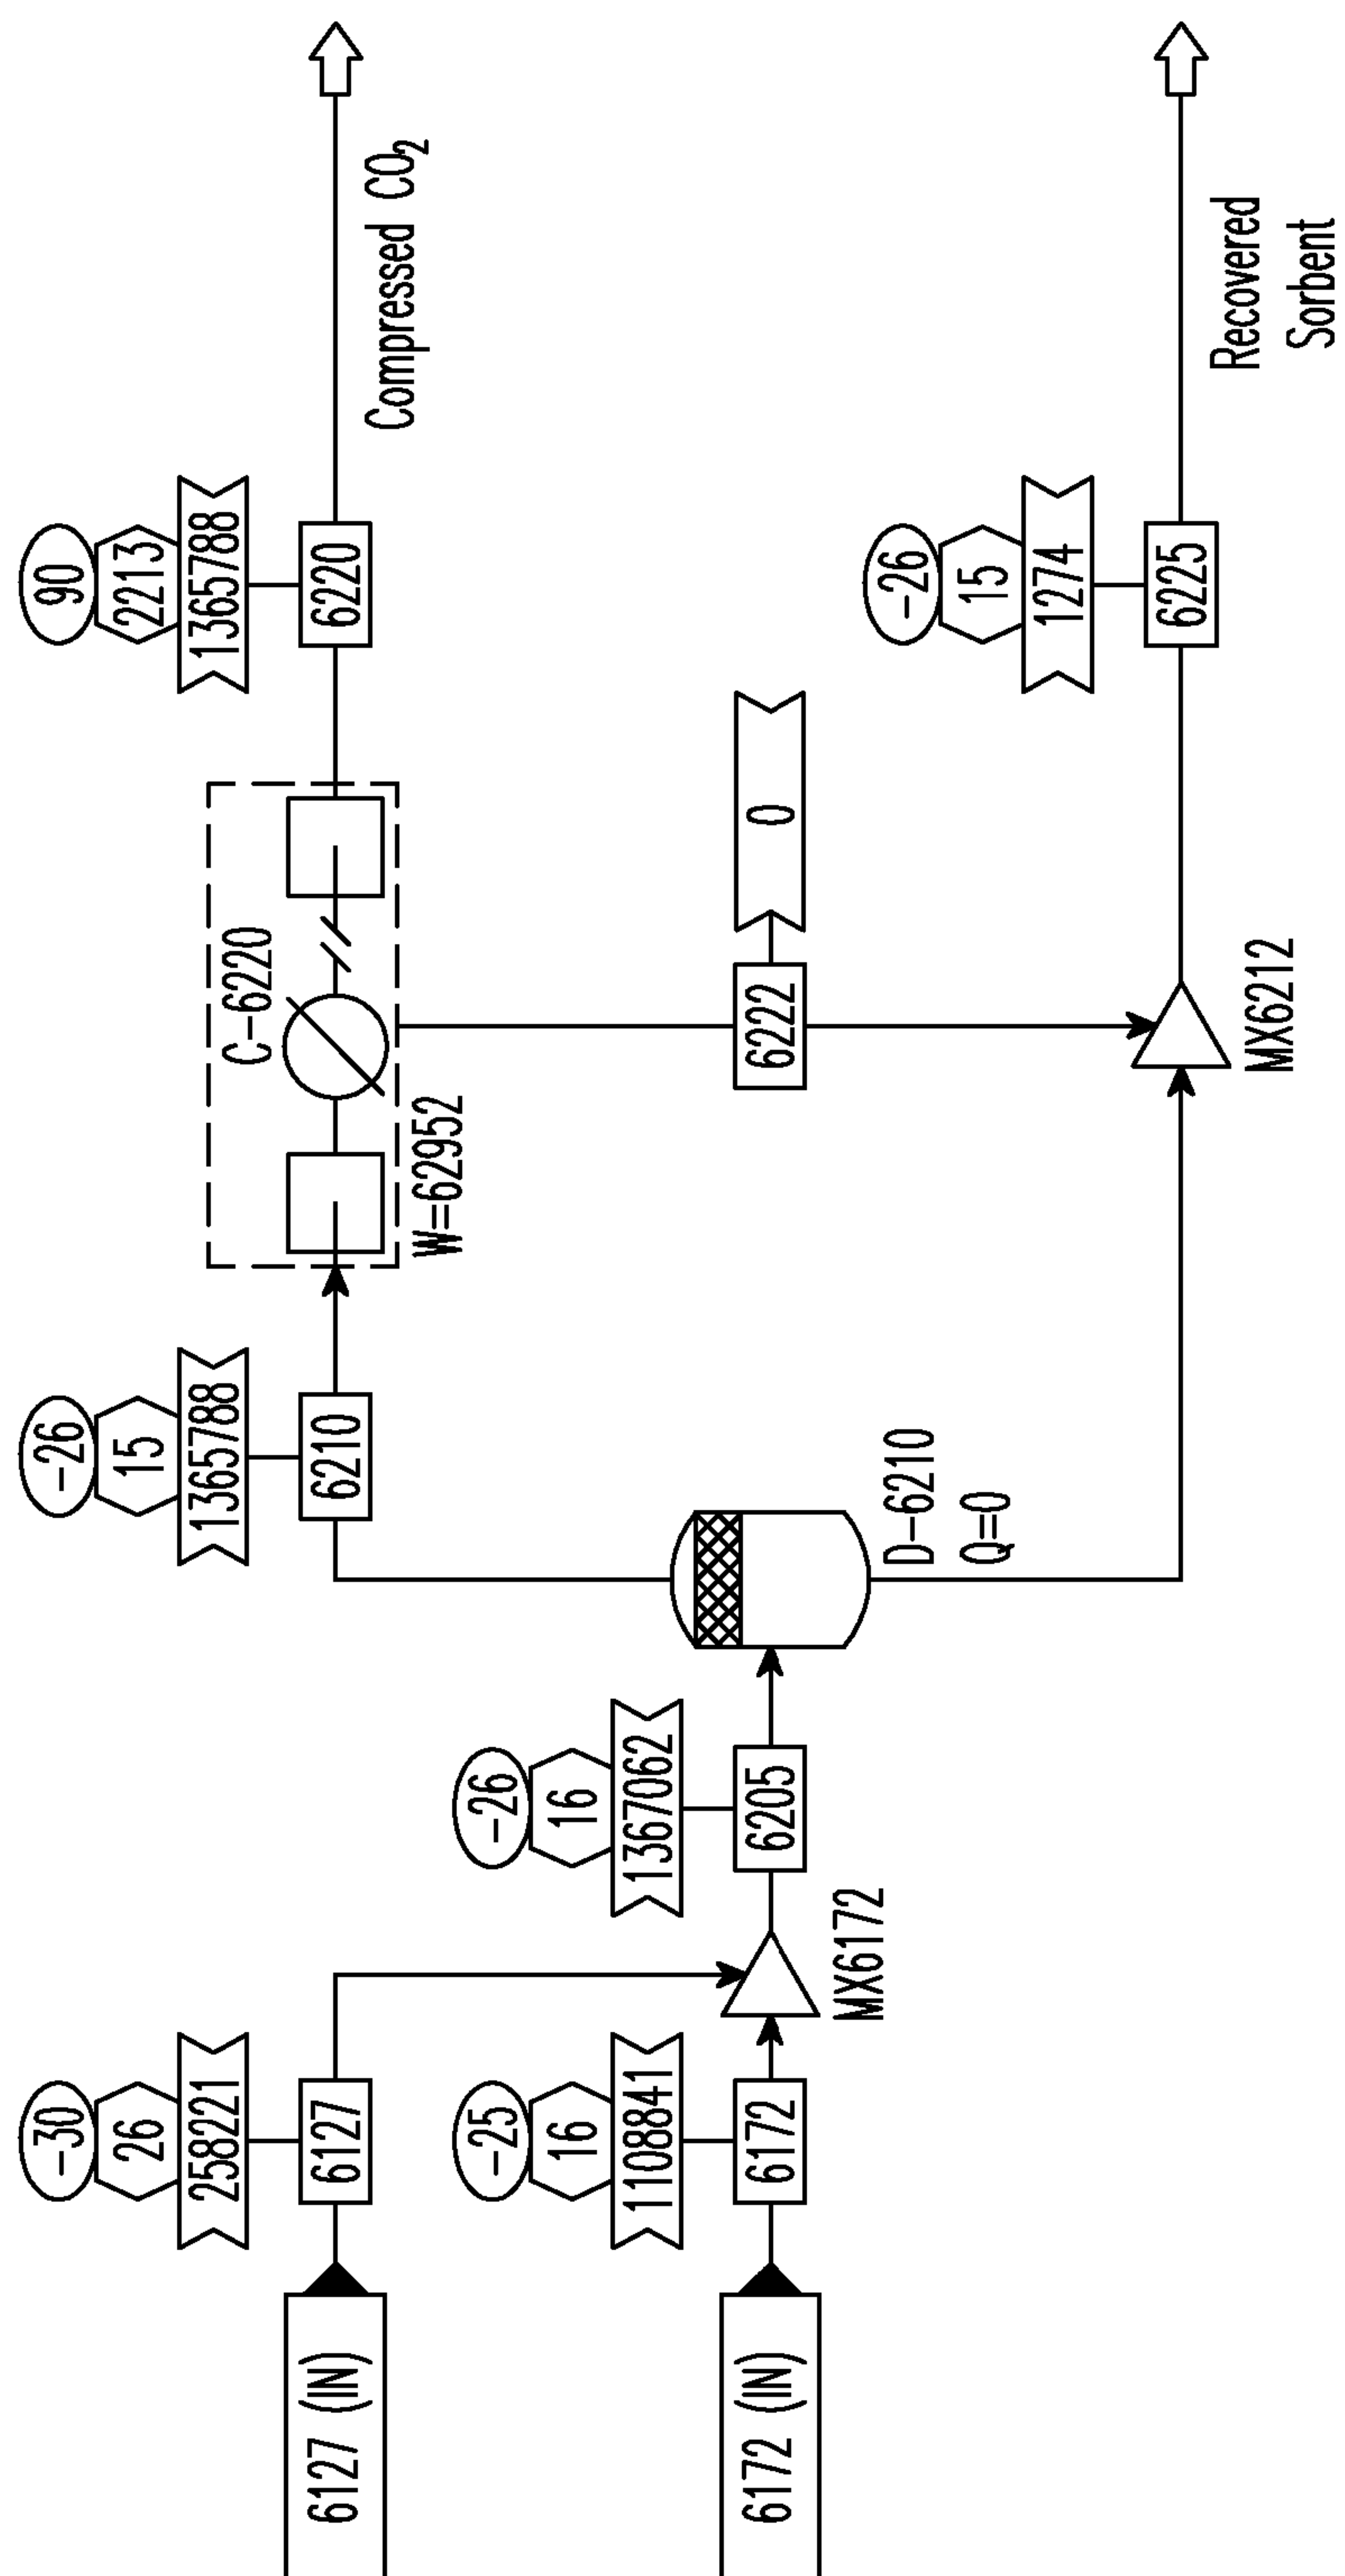 6127 (IN)
-30
26
258221
6127
6172 (IN)
-25
16
1108841
6172
MX6172
-26
16
1367062
6205
D-6210
Q=0
-26
15
1365788
6210
C-6220
W=62952
90
2213
1365788
6220
Compressed CO₂
6222
0
MX6212
-26
15
1274
6225
Recovered
Sorbent